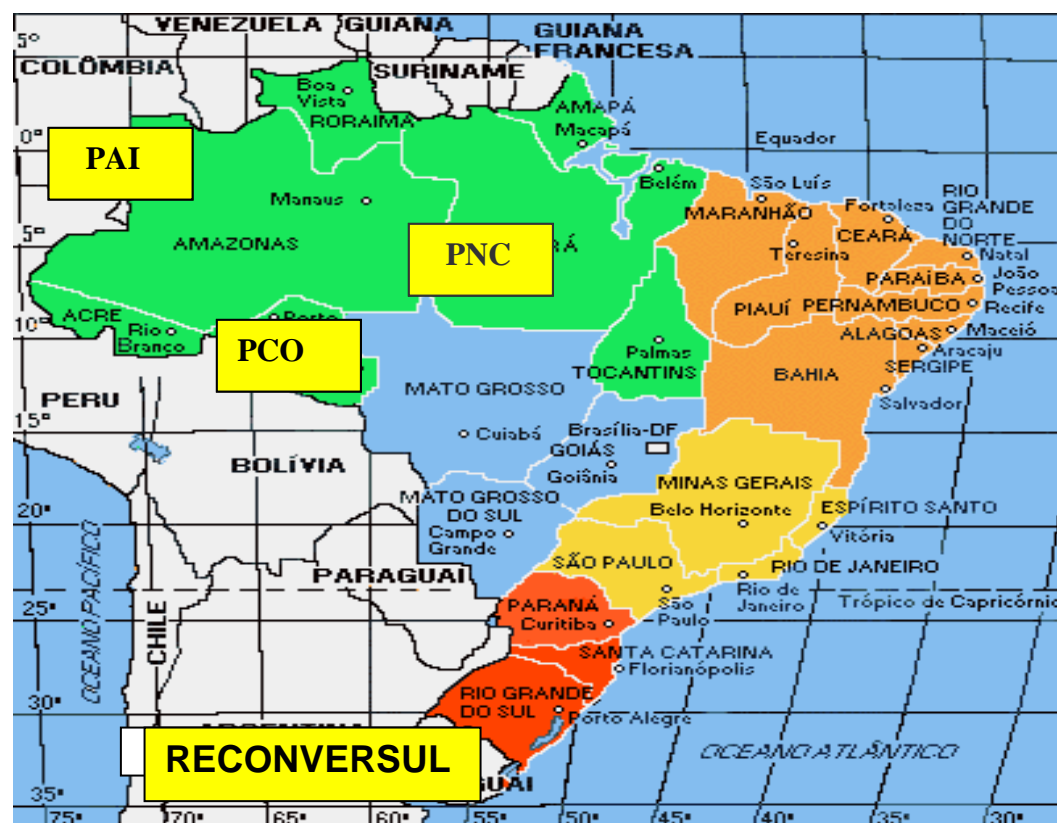 VENEZUELA
GUIANA
GUIANA
FRANCESA
5°
COLÔMBIA
SURINAME
Boa
Vista
RORAIMA
AMAPÁ
Macapá
0°
Equador
PAI
Belém
São Luís
RIO
GRANDE
DO
NORTE
Manaus
MARANHÃO
Fortaleza
CEARÁ
AMAZONAS
PNC
RÁ
5°
Teresina
Natal
PARAÍBA
João
Pessoa
PIAUÍ
PERNAMBUCO
Recife
ACRE
Rio
Branco
Porto
10°
ALAGOAS
Maceió
PCO
Palmas
TOCANTINS
Aracaju
SERGIPE
BAHIA
MATO GROSSO
PERU
Salvador
15°
Cuiabá
Brasília-DF
GOIÁS
Goiânia
BOLÍVIA
MINAS GERAIS
Belo Horizonte
MATO GROSSO
DO SUL
Campo
Grande
ESPÍRITO SANTO
Vitória
20°
OCEANO PACÍFICO
SÃO PAULO
RIO DE JANEIRO
PARAGUAI
Rio de
Janeiro
São
Paulo
Trópico de Capricórnio
PARANÁ
Curitiba
25°
CHILE
SANTA CATARINA
Florianópolis
RIO GRANDE
DO SUL
Porto Alegre
30°
RECONVERSUL
GUAI
OCEANO ATLÂNTICO
35°
75°
70°
65°
60°
55°
50°
45°
40°
35°
30°